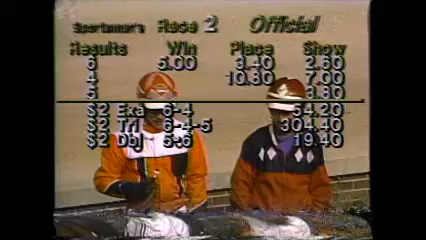 Sportsman's Race 2 Official
Results Win Place Show
6 5.00 3.40 2.60
4 10.80 7.00
5 3.80
$2 Exa 6-4 54.20
$2 Tri 6-4-5 304.40
$2 Dbl 5-6 19.40